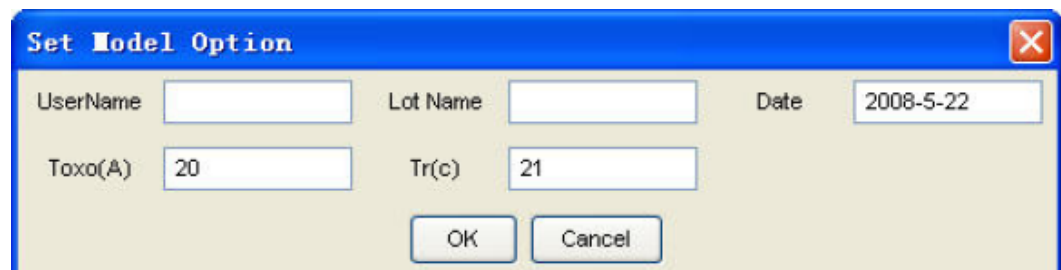 Set Model Option
UserName Lot Name Date 2008-5-22
Toxo(A) 20 Tr(c) 21
OK Cancel